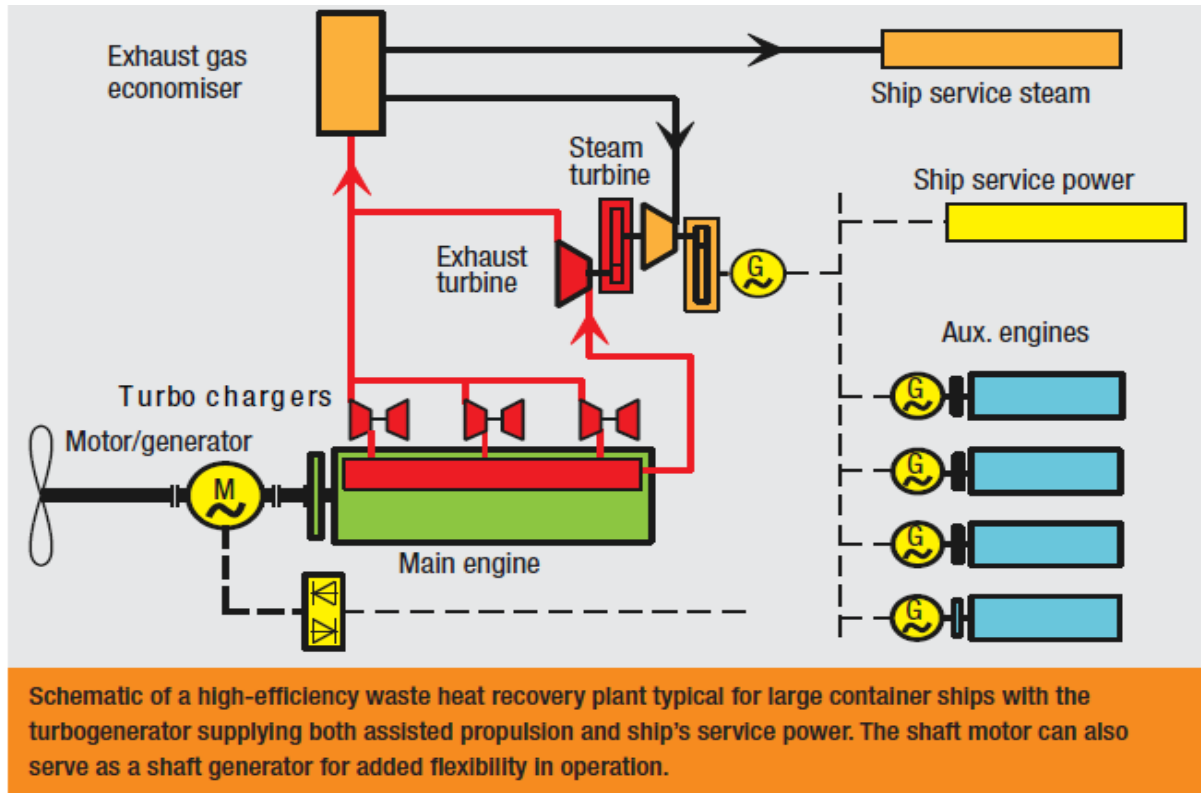 Exhaust gas
economiser
Ship service steam
Steam
turbine
Ship service power
Exhaust
turbine
G
Aux. engines
Turbo chargers
G
Motor/generator
G
M
Main engine
G
G
Schematic of a high-efficiency waste heat recovery plant typical for large container ships with the
turbogenerator supplying both assisted propulsion and ship's service power. The shaft motor can also
serve as a shaft generator for added flexibility in operation.